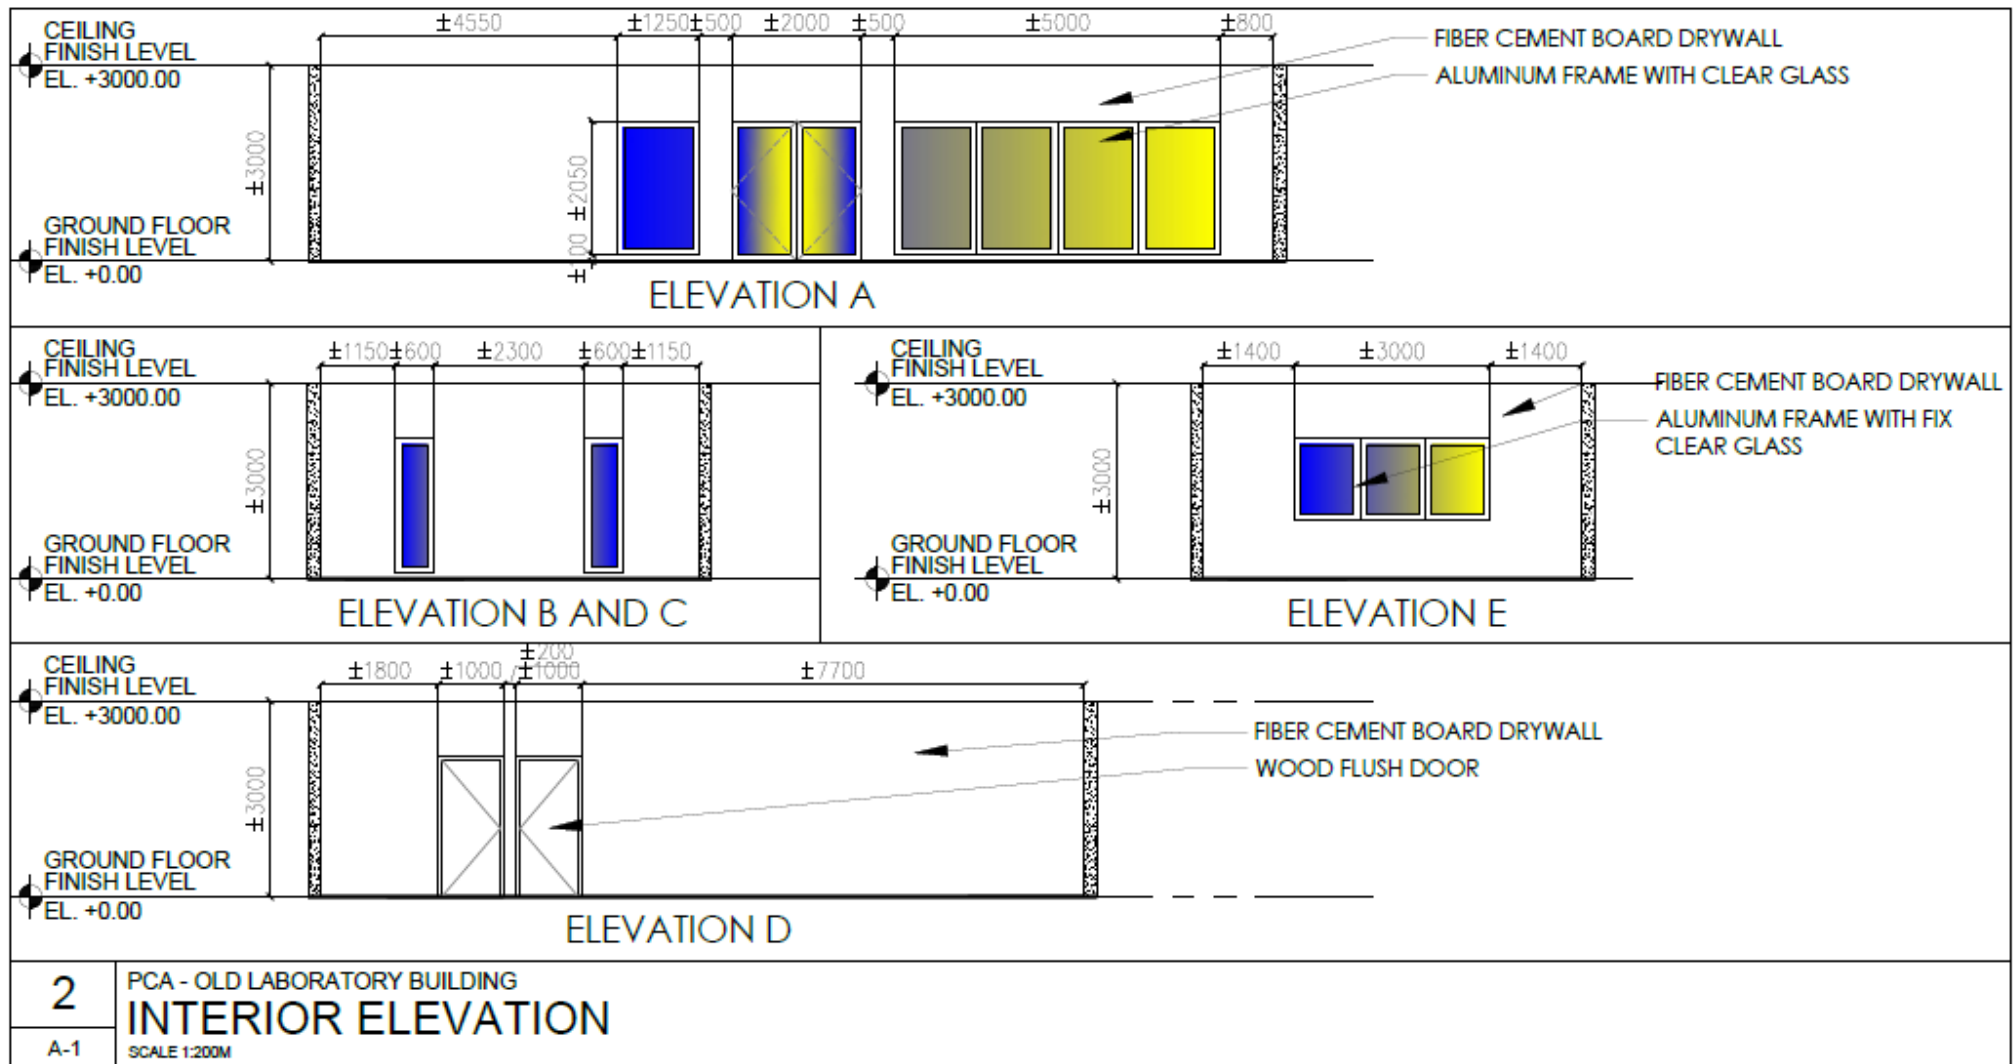 ±4550 ±1250 ±500 ±2000 ±500 ±5000 ±800
CEILING
FINISH LEVEL
EL. +3000.00
FIBER CEMENT BOARD DRYWALL
ALUMINUM FRAME WITH CLEAR GLASS
±3000
±2050
±100
GROUND FLOOR
FINISH LEVEL
EL. +0.00
ELEVATION A
CEILING
FINISH LEVEL
EL. +3000.00
±1150 ±600 ±2300 ±600 ±1150
±3000
GROUND FLOOR
FINISH LEVEL
EL. +0.00
ELEVATION B AND C
CEILING
FINISH LEVEL
EL. +3000.00
±1400 ±3000 ±1400
FIBER CEMENT BOARD DRYWALL
ALUMINUM FRAME WITH FIX
CLEAR GLASS
±3000
GROUND FLOOR
FINISH LEVEL
EL. +0.00
ELEVATION E
CEILING
FINISH LEVEL
EL. +3000.00
±200
±1800 ±1000 ±1000 ±7700
FIBER CEMENT BOARD DRYWALL
WOOD FLUSH DOOR
±3000
GROUND FLOOR
FINISH LEVEL
EL. +0.00
ELEVATION D
2
A-1
PCA - OLD LABORATORY BUILDING
INTERIOR ELEVATION
SCALE 1:200M